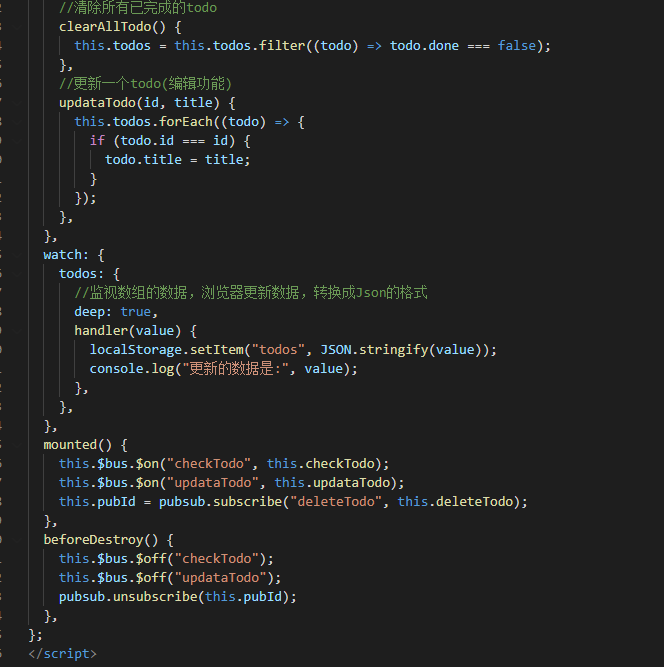 //清除所有已完成的todo
clearAllTodo() {
this.todos = this.todos.filter((todo) => todo.done === false);
},
//更新一个todo(编辑功能)
updataTodo(id, title) {
this.todos.forEach((todo) => {
if (todo.id === id) {
todo.title = title;
}
});
},
},
watch: {
todos: {
//监视数组的数据，浏览器更新数据，转换成Json的格式
deep: true,
handler(value) {
localStorage.setItem("todos", JSON.stringify(value));
console.log("更新的数据是:", value);
},
},
},
mounted() {
this.$bus.$on("checkTodo", this.checkTodo);
this.$bus.$on("updataTodo", this.updataTodo);
this.pubId = pubsub.subscribe("deleteTodo", this.deleteTodo);
},
beforeDestroy() {
this.$bus.$off("checkTodo");
this.$bus.$off("updataTodo");
pubsub.unsubscribe(this.pubId);
},
};
</script>